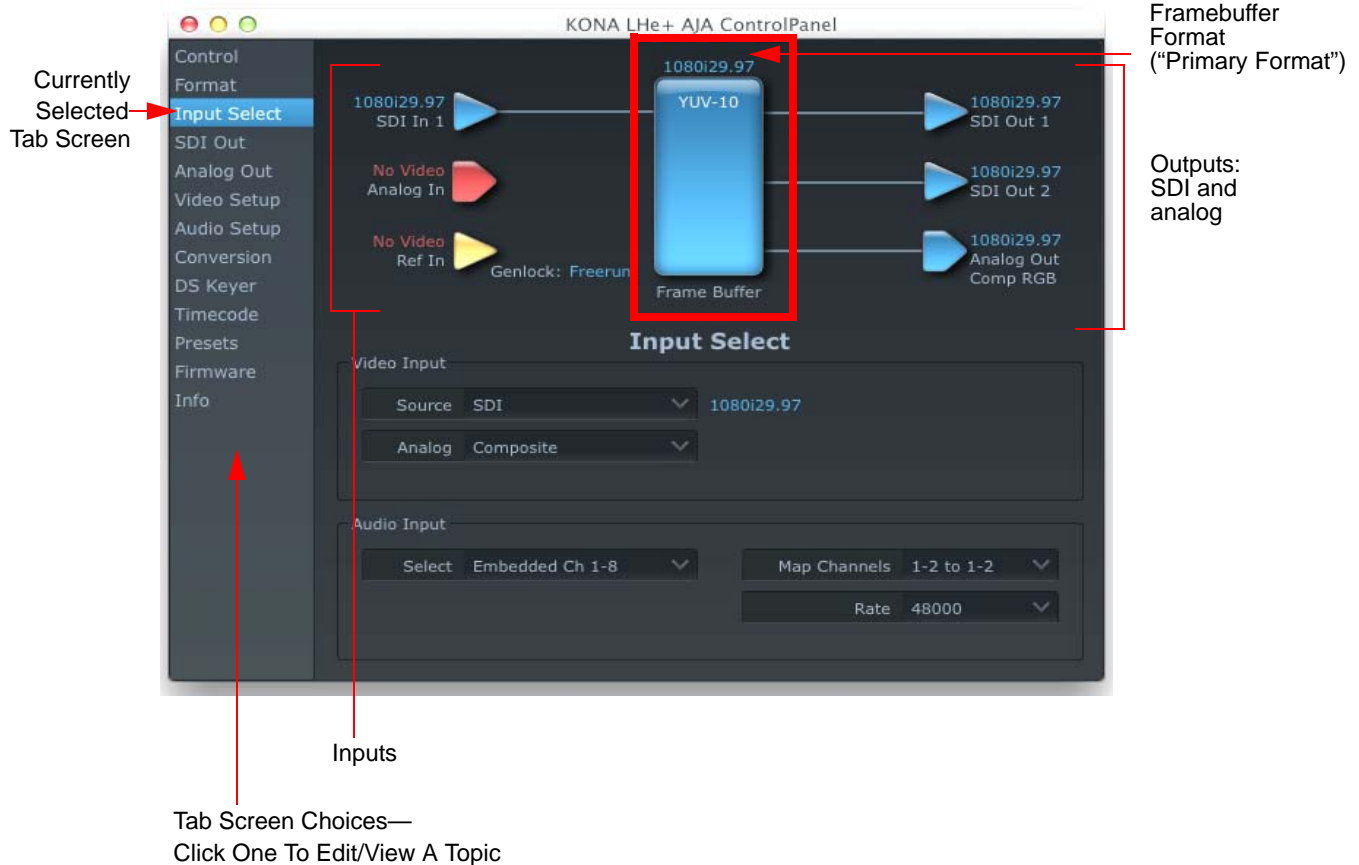 KONA LHe+ AJA ControlPanel
Framebuffer
Format
(“Primary Format”)
Currently
Selected
Tab Screen
Control
Format
Input Select
SDI Out
Analog Out
Video Setup
Audio Setup
Conversion
DS Keyer
Timecode
Presets
Firmware
Info
1080i29.97
SDI In 1
No Video
Analog In
No Video
Ref In
Genlock: Freerun
1080i29.97
YUV-10
Frame Buffer
1080i29.97
SDI Out 1
1080i29.97
SDI Out 2
1080i29.97
Analog Out
Comp RGB
Outputs:
SDI and
analog
Input Select
Video Input
Source SDI 1080i29.97
Analog Composite
Audio Input
Select Embedded Ch 1-8 Map Channels 1-2 to 1-2
Rate 48000
Inputs
Tab Screen Choices—
Click One To Edit/View A Topic